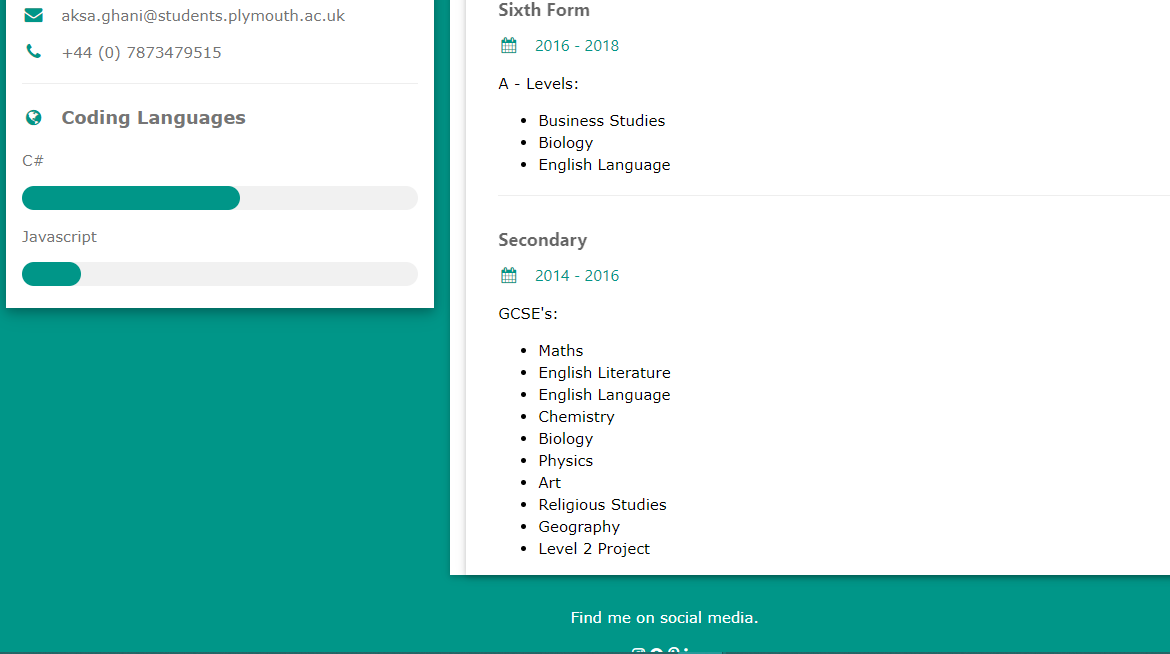 aksa.ghani@students.plymouth.ac.uk
+44 (0) 7873479515
Coding Languages
C#
Javascript
Sixth Form
2016 - 2018
A - Levels:
Business Studies
Biology
English Language
Secondary
2014 - 2016
GCSE's:
Maths
English Literature
English Language
Chemistry
Biology
Physics
Art
Religious Studies
Geography
Level 2 Project
Find me on social media.